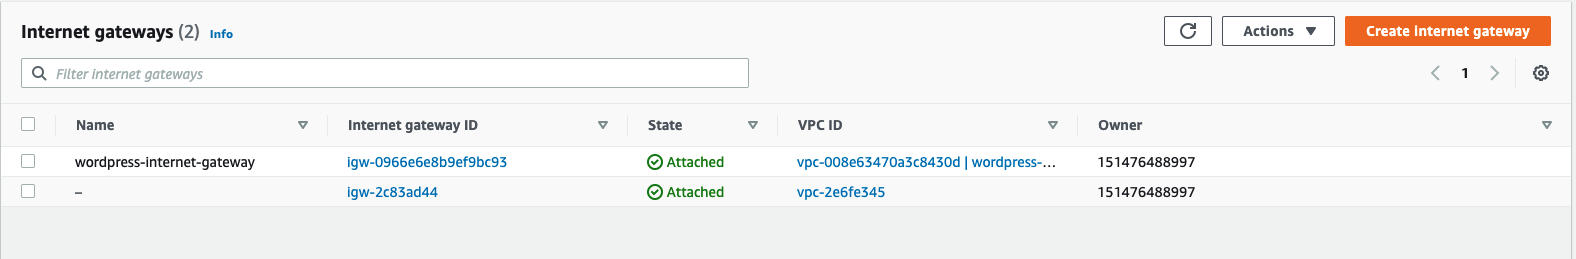 Internet gateways (2) Info
Actions
Create internet gateway
Filter internet gateways
1
Name Internet gateway ID State VPC ID Owner
wordpress-internet-gateway igw-0966e6e8b9ef9bc93 Attached vpc-008e63470a3c8430d | wordpress-... 151476488997
– igw-2c83ad44 Attached vpc-2e6fe345 151476488997